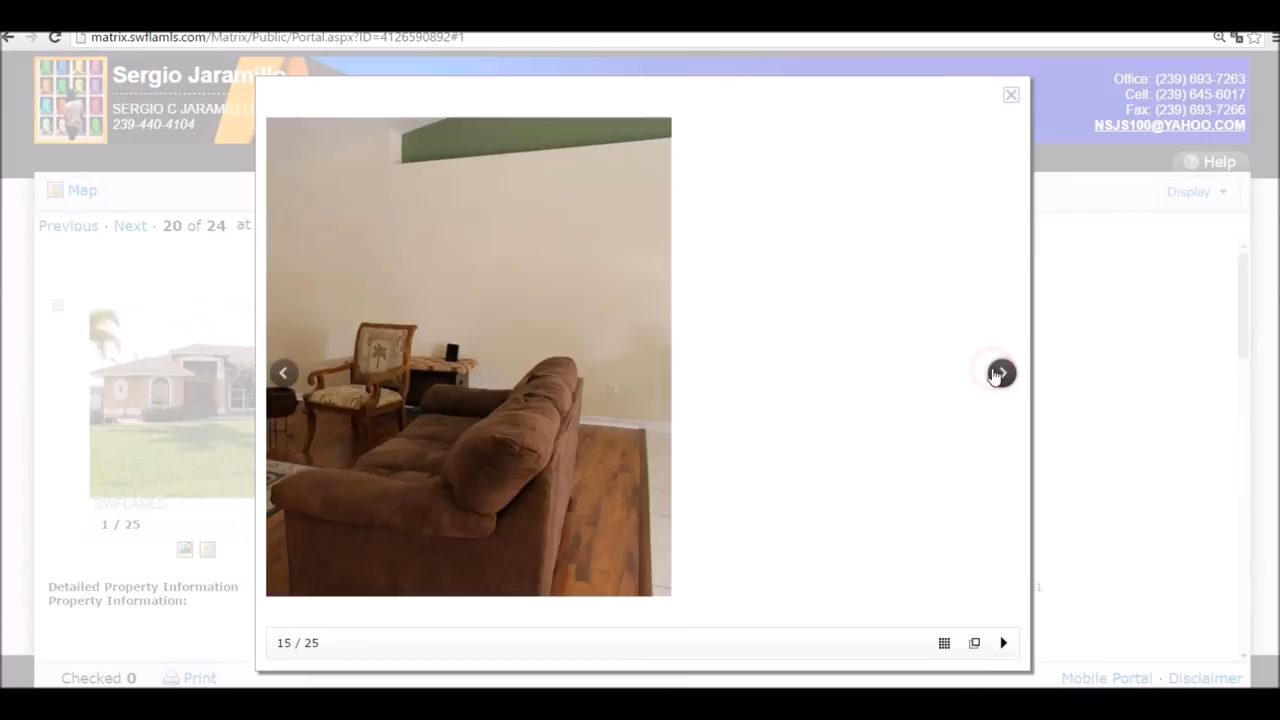 matrix.swflamls.com/Matrix/Public/Portal.aspx?ID=4126590892#1
Sergio Jaramillo
SERGIO C JARAMILLO
239-440-4104
Office: (239) 693-7263
Cell: (239) 645-6017
Fax: (239) 693-7266
NSJS100@YAHOO.COM
Help
Map
Display
Previous · Next · 20 of 24 at
SWFLAMLS
1 / 25
Detailed Property Information
Property Information:
15 / 25
Checked 0
Print
Mobile Portal · Disclaimer